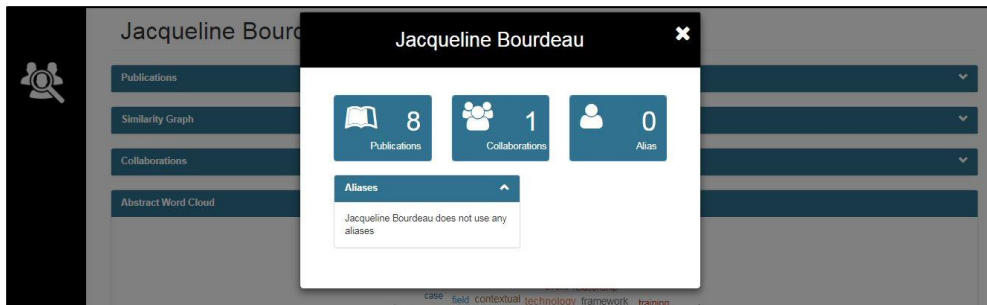 Jacqueline Bourd
Publications
Similarity Graph
Collaborations
Abstract Word Cloud
Jacqueline Bourdeau
8
Publications
1
Collaborations
0
Alias
Aliases
Jacqueline Bourdeau does not use any
aliases
case field contextual technology framework training